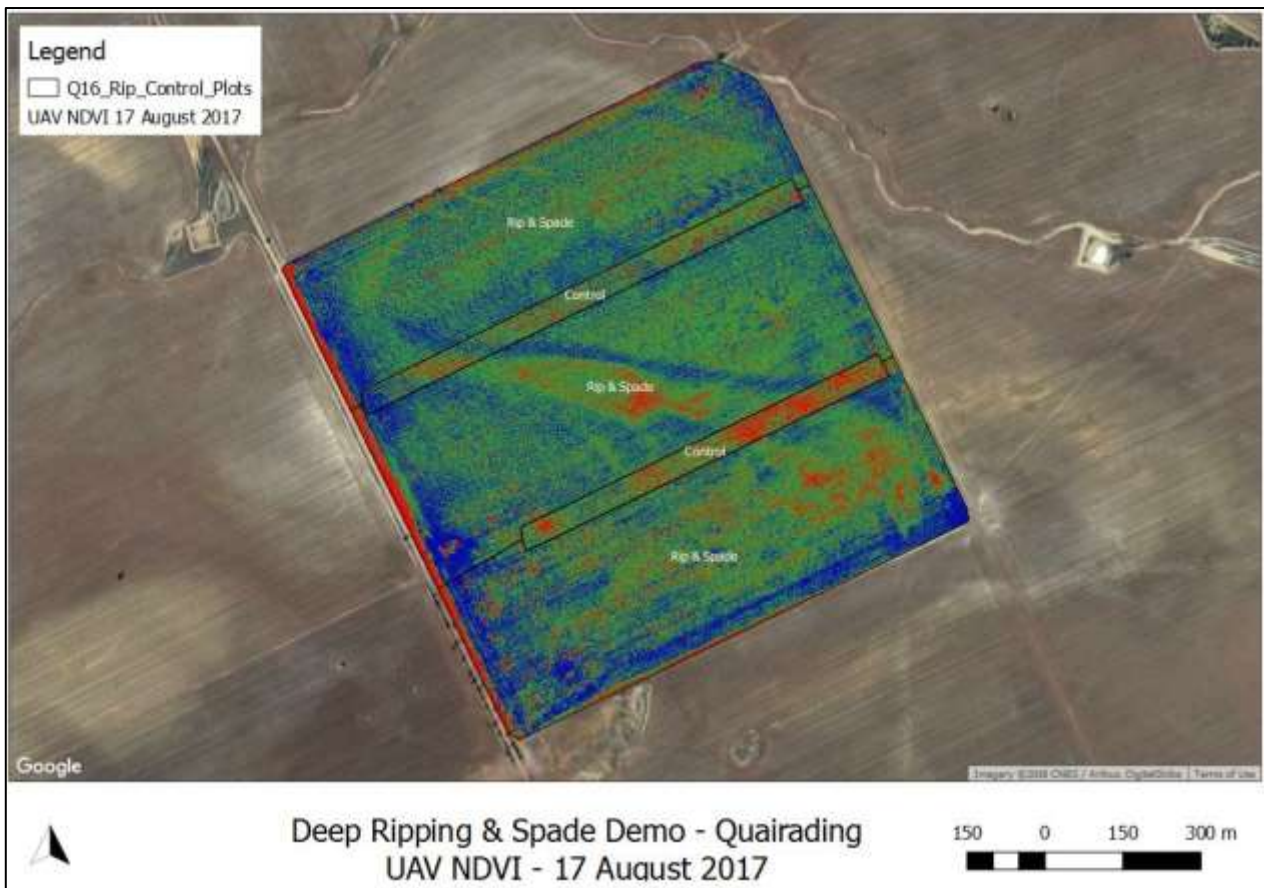 Legend
Q16_Rip_Control_Plots
UAV NDVI 17 August 2017
Rip & Spade
Control
Rip & Spade
Control
Rip & Spade
Google
Imagery ©2018 CNES / Airbus, DigitalGlobe | Terms of Use
Deep Ripping & Spade Demo - Quairading
UAV NDVI - 17 August 2017
150 0 150 300 m